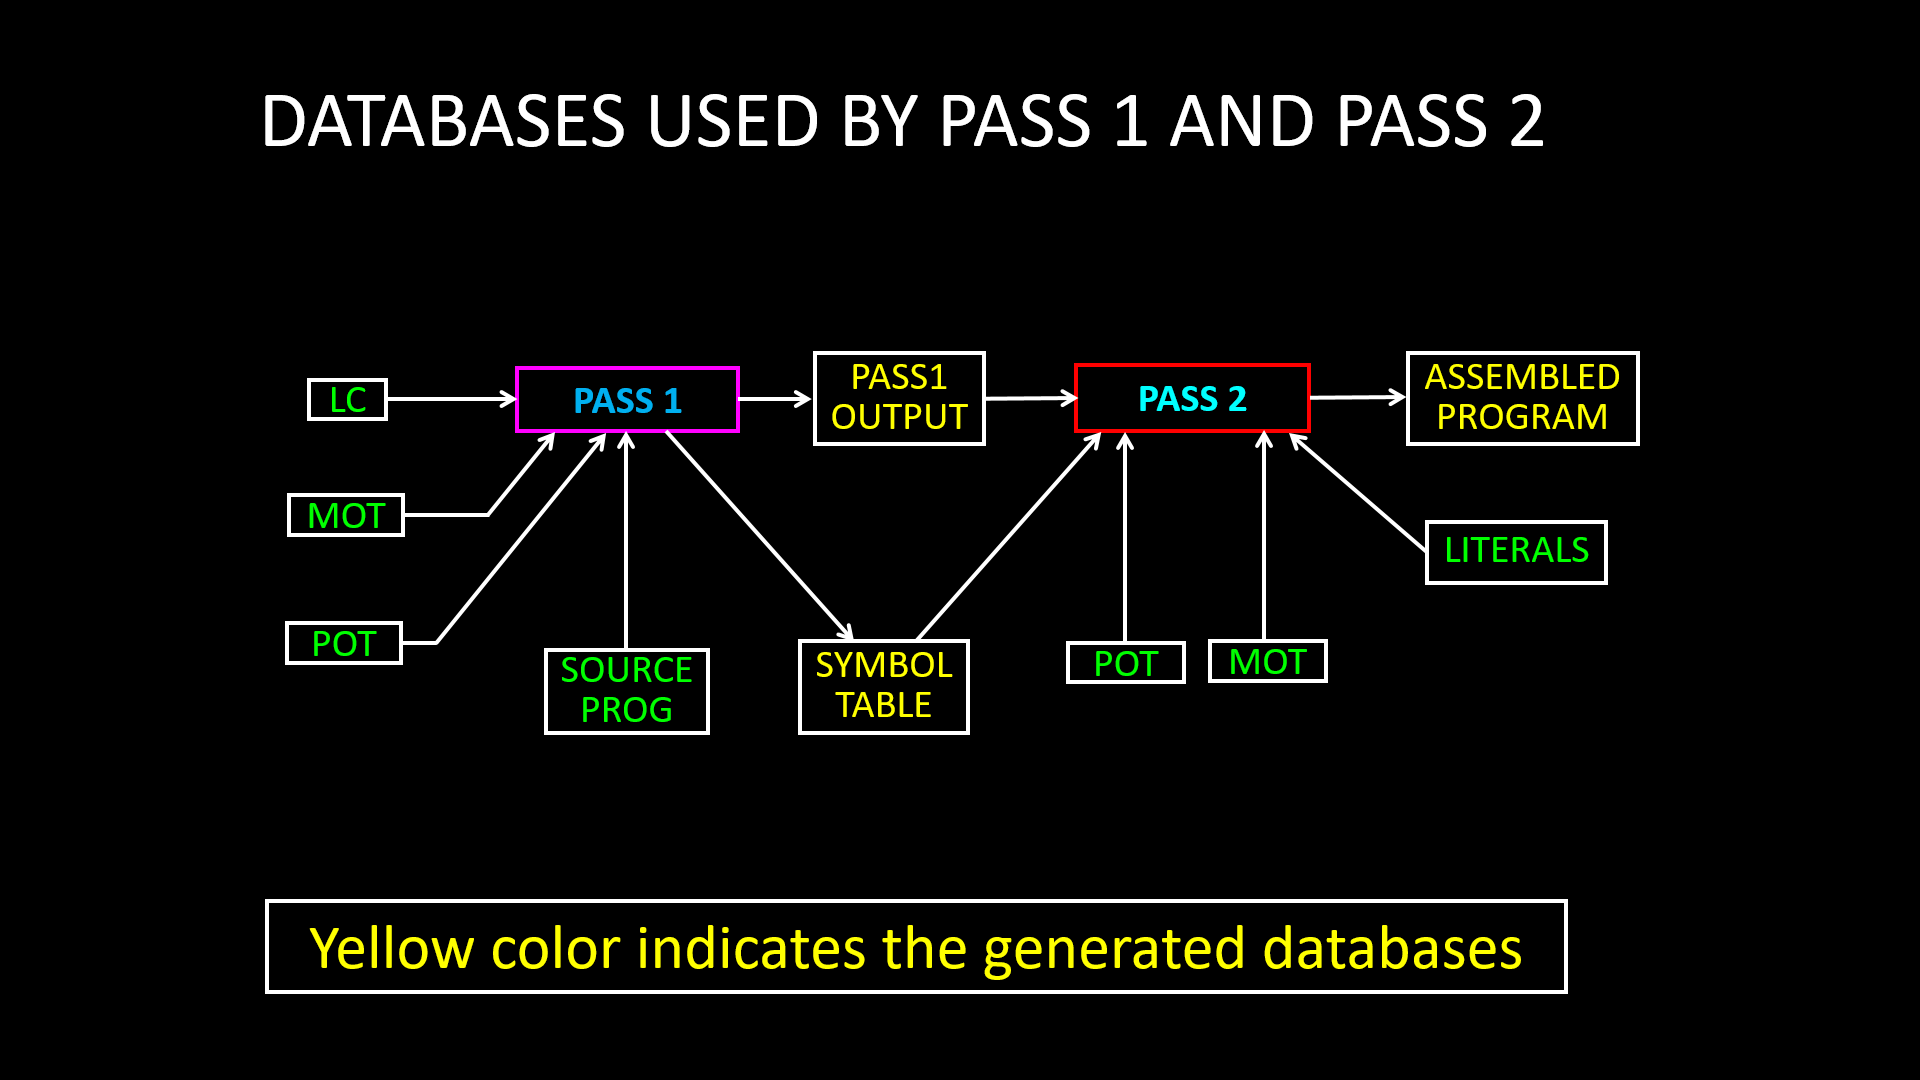 DATABASES USED BY PASS 1 AND PASS 2
LC
PASS 1
PASS1
OUTPUT
PASS 2
ASSEMBLED
PROGRAM
MOT
LITERALS
POT
SOURCE
PROG
SYMBOL
TABLE
POT
MOT
Yellow color indicates the generated databases